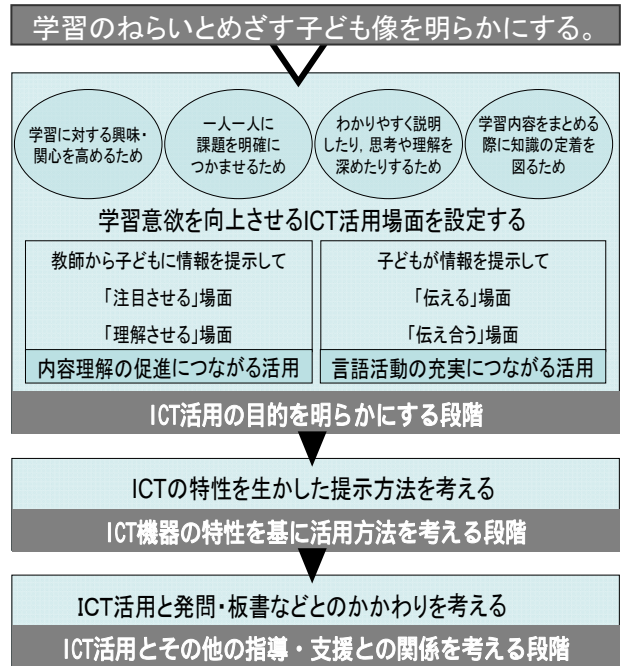 学習のねらいとめざす子ども像を明らかにする。
学習に対する興味・
関心を高めるため
一人一人に
課題を明確に
つかませるため
わかりやすく説明
したり，思考や理解を
深めたりするため
学習内容をまとめる
際に知識の定着を
図るため
学習意欲を向上させるICT活用場面を設定する
教師から子どもに情報を提示して
「注目させる」場面
「理解させる」場面
内容理解の促進につながる活用
子どもが情報を提示して
「伝える」場面
「伝え合う」場面
言語活動の充実につながる活用
ICT活用の目的を明らかにする段階
ICTの特性を生かした提示方法を考える
ICT機器の特性を基に活用方法を考える段階
ICT活用と発問・板書などとのかかわりを考える
ICT活用とその他の指導・支援との関係を考える段階